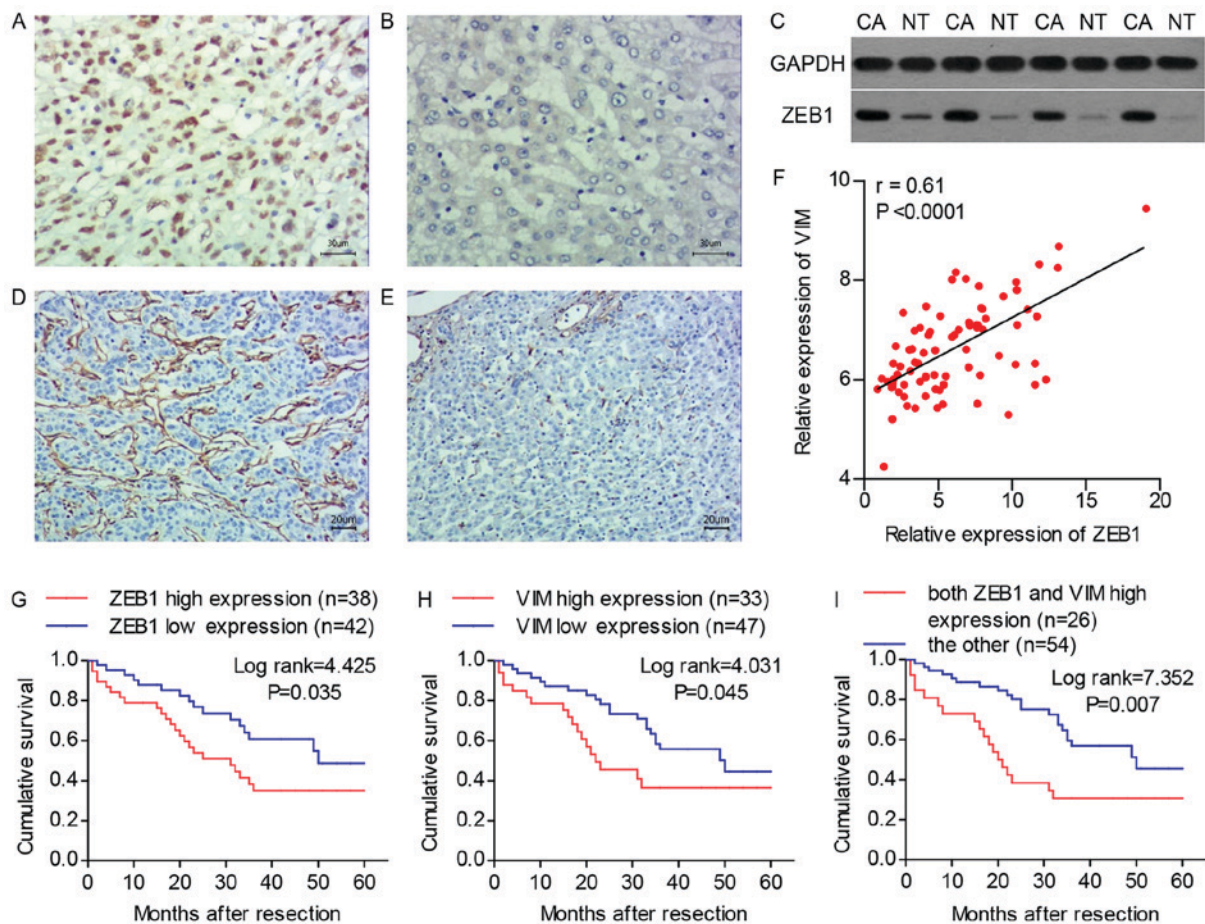 A
B
C
CA NT CA NT CA NT CA NT
GAPDH
ZEB1
30um
30um
D
E
20um
20um
F
r = 0.61
P <0.0001
Relative expression of VIM
10
8
6
4
0 5 10 15 20
Relative expression of ZEB1
G
ZEB1 high expression (n=38)
ZEB1 low expression (n=42)
Log rank=4.425
P=0.035
Cumulative survival
1.0
0.8
0.6
0.4
0.2
0.0
0 10 20 30 40 50 60
Months after resection
H
VIM high expression (n=33)
VIM low expression (n=47)
Log rank=4.031
P=0.045
Cumulative survival
1.0
0.8
0.6
0.4
0.2
0.0
0 10 20 30 40 50 60
Months after resection
I
both ZEB1 and VIM high
expression (n=26)
the other (n=54)
Log rank=7.352
P=0.007
Cumulative survival
1.0
0.8
0.6
0.4
0.2
0.0
0 10 20 30 40 50 60
Months after resection